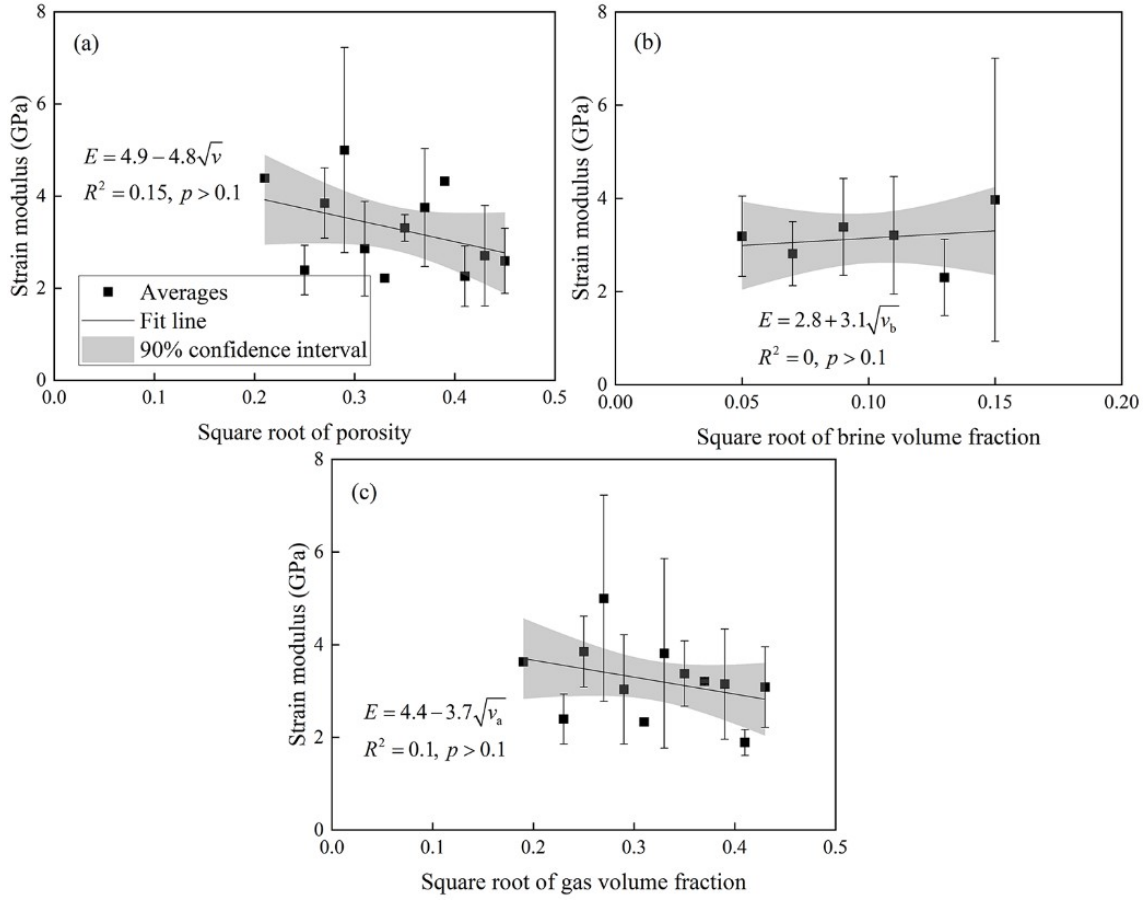 (a)
8
6
4
2
0
Strain modulus (GPa)
E = 4.9 − 4.8√v
R² = 0.15, p > 0.1
Averages
Fit line
90% confidence interval
0.0 0.1 0.2 0.3 0.4 0.5
Square root of porosity
(b)
8
6
4
2
0
Strain modulus (GPa)
E = 2.8 + 3.1√v_b
R² = 0, p > 0.1
0.00 0.05 0.10 0.15 0.20
Square root of brine volume fraction
(c)
8
6
4
2
0
Strain modulus (GPa)
E = 4.4 − 3.7√v_a
R² = 0.1, p > 0.1
0.0 0.1 0.2 0.3 0.4 0.5
Square root of gas volume fraction